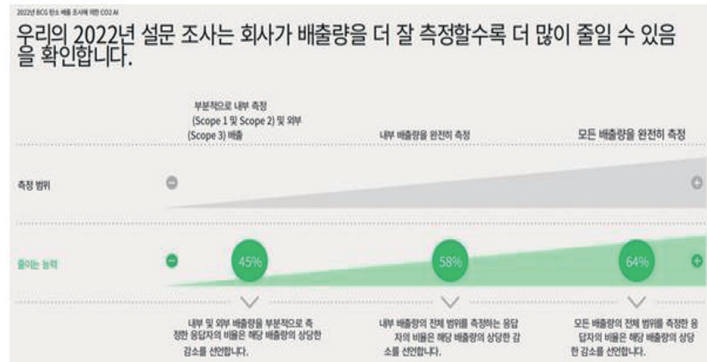 2022년 BCG 탄소 배출 조사에 의한 CO2 AI
우리의 2022년 설문 조사는 회사가 배출량을 더 잘 측정할수록 더 많이 줄일 수 있음
을 확인합니다.
부분적으로 내부 측정
(Scope 1 및 Scope 2) 및 외부
(Scope 3) 배출
내부 배출량을 완전히 측정
모든 배출량을 완전히 측정
측정 범위
줄이는 능력
45%
58%
64%
내부 및 외부 배출량을 부분적으로 측
정한 응답자의 비율은 해당 배출량의 상당한
감소를 선언합니다.
내부 배출량의 전체 범위를 측정하는 응답
자의 비율은 해당 배출량의 상당한 감
소를 선언합니다.
모든 배출량의 전체 범위를 측정한 응
답자의 비율은 해당 배출량의 상당
한 감소를 선언합니다.